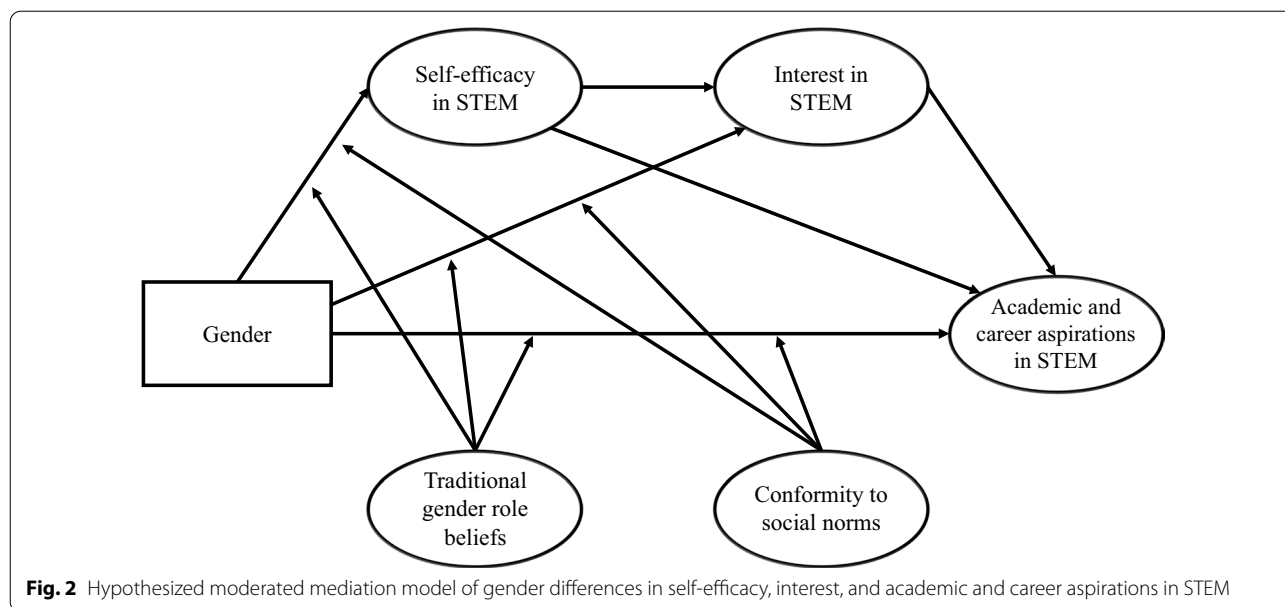 Self-efficacy
in STEM
Interest in
STEM
Gender
Academic and
career aspirations
in STEM
Traditional
gender role
beliefs
Conformity to
social norms
Fig. 2 Hypothesized moderated mediation model of gender differences in self-efficacy, interest, and academic and career aspirations in STEM